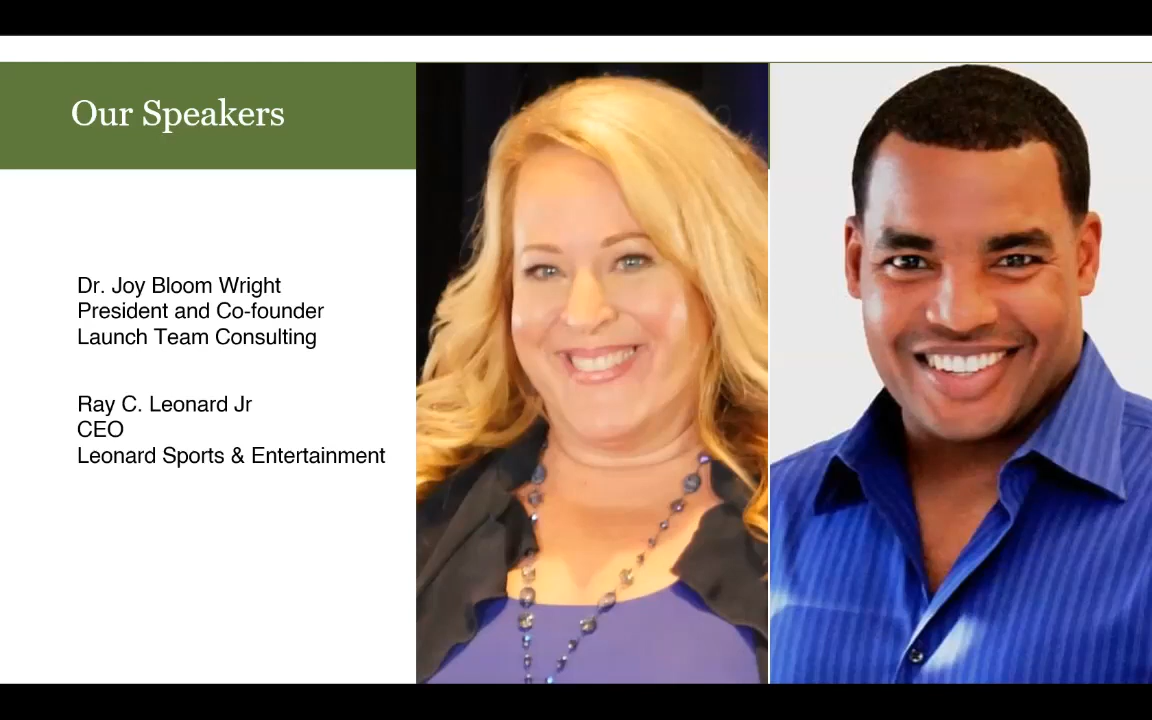 Our Speakers
Dr. Joy Bloom Wright
President and Co-founder
Launch Team Consulting
Ray C. Leonard Jr
CEO
Leonard Sports & Entertainment